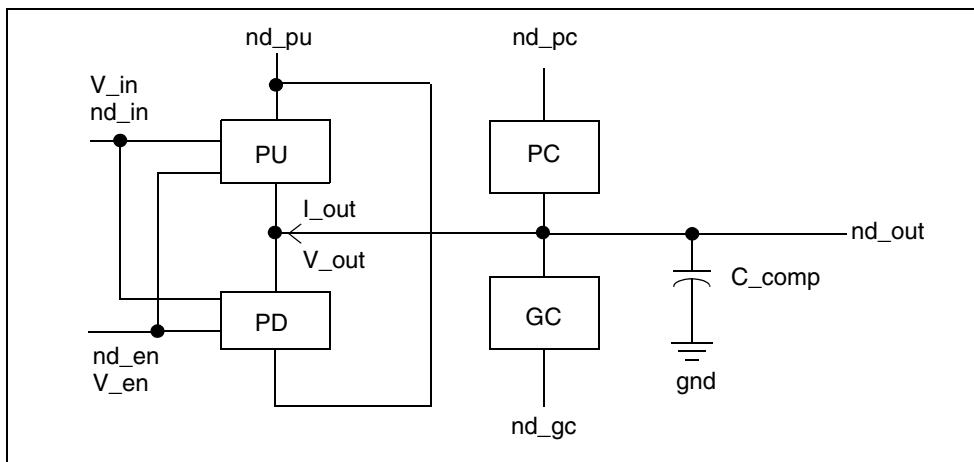 nd_pu
nd_pc
V_in
nd_in
PU
PC
I_out
nd_out
V_out
C_comp
PD
GC
nd_en
V_en
gnd
nd_gc